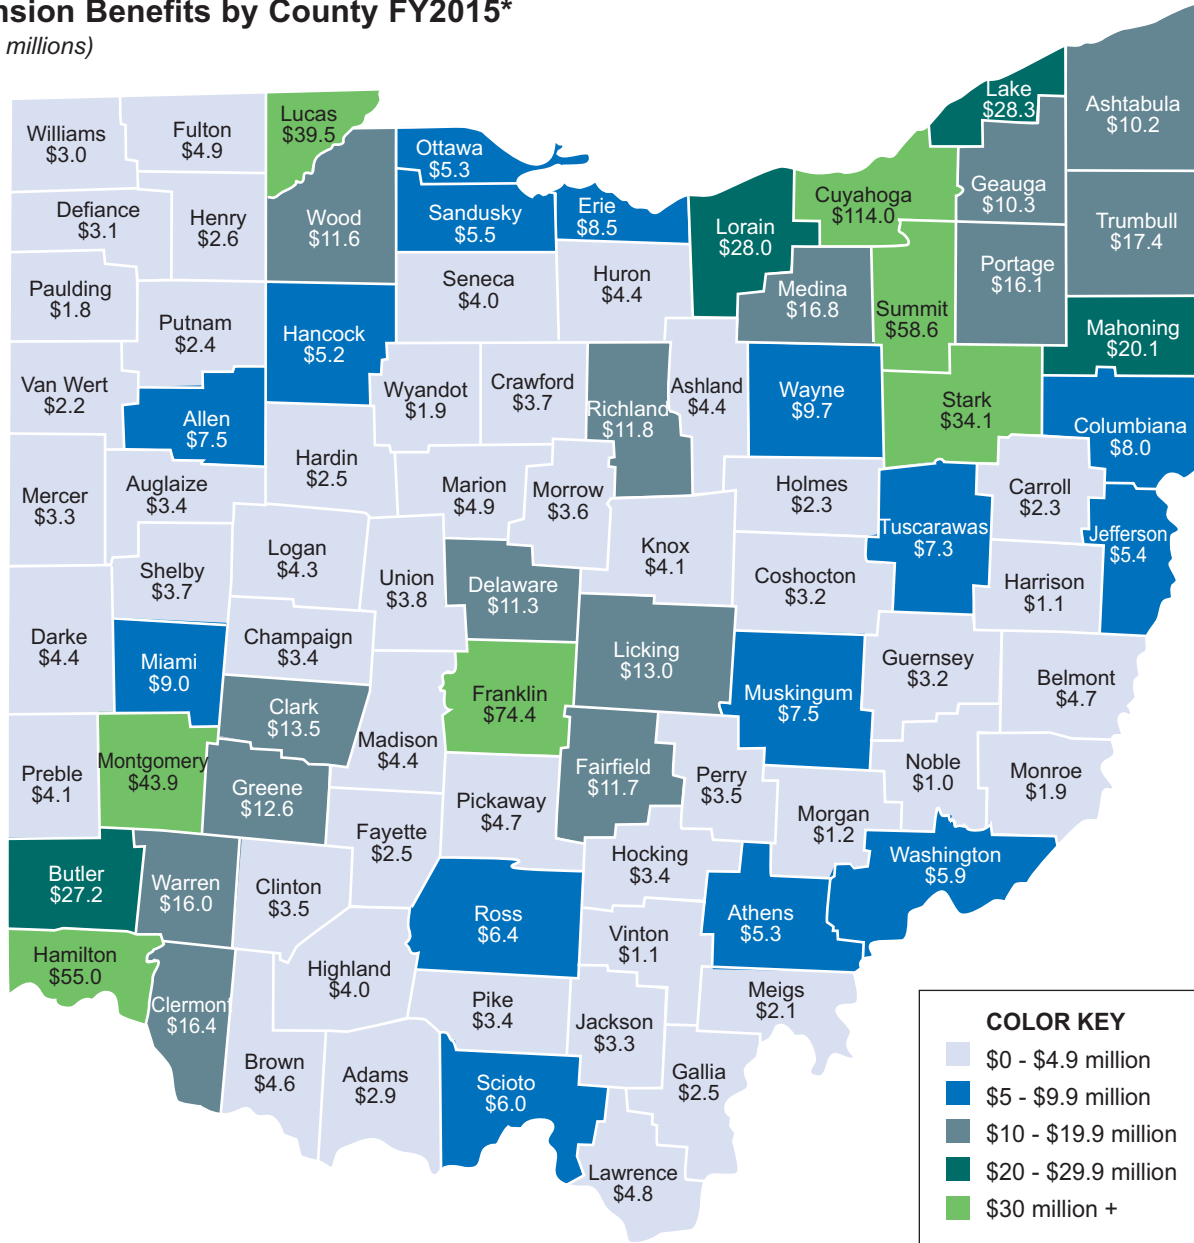 nsion Benefits by County FY2015*
millions)
Williams
$3.0
Fulton
$4.9
Lucas
$39.5
Ottawa
$5.3
Lake
$28.3
Ashtabula
$10.2
Defiance
$3.1
Henry
$2.6
Wood
$11.6
Sandusky
$5.5
Erie
$8.5
Lorain
$28.0
Cuyahoga
$114.0
Geauga
$10.3
Trumbull
$17.4
Paulding
$1.8
Putnam
$2.4
Hancock
$5.2
Seneca
$4.0
Huron
$4.4
Medina
$16.8
Summit
$58.6
Portage
$16.1
Mahoning
$20.1
Van Wert
$2.2
Allen
$7.5
Wyandot
$1.9
Crawford
$3.7
Richland
$11.8
Ashland
$4.4
Wayne
$9.7
Stark
$34.1
Columbiana
$8.0
Mercer
$3.3
Auglaize
$3.4
Hardin
$2.5
Marion
$4.9
Morrow
$3.6
Holmes
$2.3
Tuscarawas
$7.3
Carroll
$2.3
Jefferson
$5.4
Shelby
$3.7
Logan
$4.3
Union
$3.8
Delaware
$11.3
Knox
$4.1
Coshocton
$3.2
Harrison
$1.1
Darke
$4.4
Miami
$9.0
Champaign
$3.4
Clark
$13.5
Franklin
$74.4
Licking
$13.0
Muskingum
$7.5
Guernsey
$3.2
Belmont
$4.7
Preble
$4.1
Montgomery
$43.9
Greene
$12.6
Madison
$4.4
Pickaway
$4.7
Fairfield
$11.7
Perry
$3.5
Morgan
$1.2
Noble
$1.0
Monroe
$1.9
Butler
$27.2
Warren
$16.0
Clinton
$3.5
Fayette
$2.5
Ross
$6.4
Hocking
$3.4
Athens
$5.3
Washington
$5.9
Hamilton
$55.0
Clermont
$16.4
Highland
$4.0
Pike
$3.4
Vinton
$1.1
Jackson
$3.3
Meigs
$2.1
Brown
$4.6
Adams
$2.9
Scioto
$6.0
Gallia
$2.5
Lawrence
$4.8
COLOR KEY
$0 - $4.9 million
$5 - $9.9 million
$10 - $19.9 million
$20 - $29.9 million
$30 million +